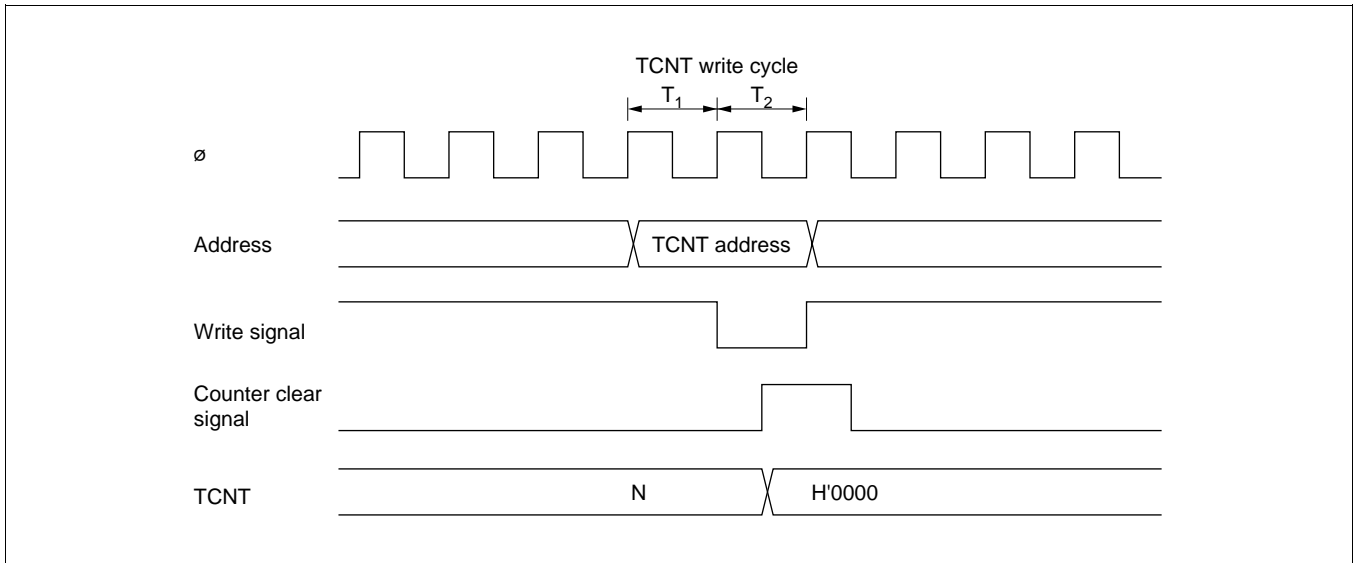 TCNT write cycle
T1 T2
ø
Address
TCNT address
Write signal
Counter clear
signal
TCNT
N
H'0000